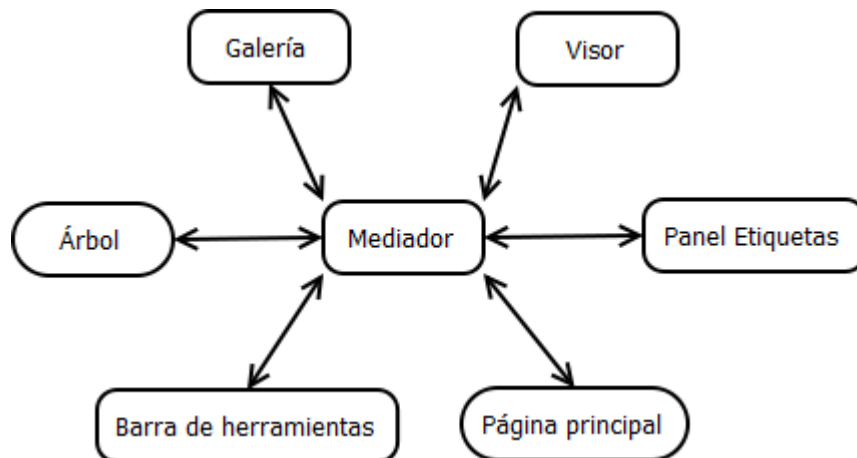 Galería
Visor
Árbol
Mediador
Panel Etiquetas
Barra de herramientas
Página principal